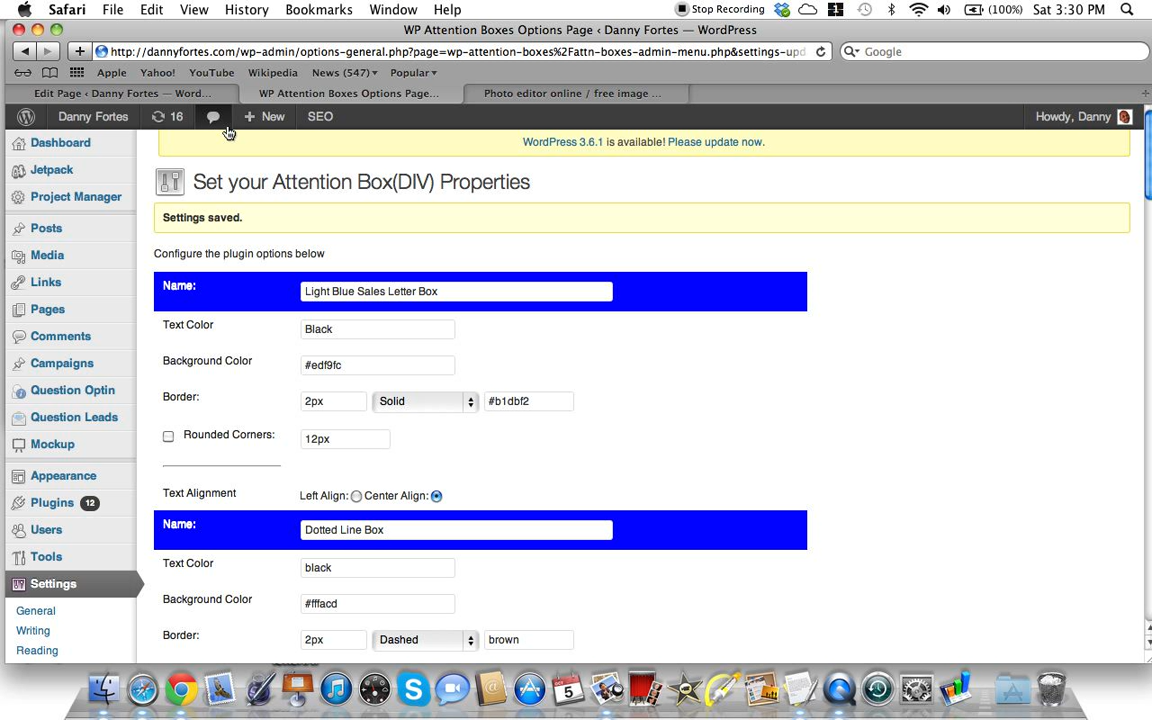 Safari File Edit View History Bookmarks Window Help Stop Recording 1 (100%) Sat 3:30 PM
WP Attention Boxes Options Page ‹ Danny Fortes — WordPress
http://dannyfortes.com/wp-admin/options-general.php?page=wp-attention-boxes%2Fattn-boxes-admin-menu.php&settings-upd Google
Apple Yahoo! YouTube Wikipedia News (547) Popular
Edit Page ‹ Danny Fortes — Word... WP Attention Boxes Options Page... Photo editor online / free image ...
Danny Fortes 16 + New SEO Howdy, Danny
WordPress 3.6.1 is available! Please update now.
Dashboard
Jetpack
Project Manager
Posts
Media
Links
Pages
Comments
Campaigns
Question Optin
Question Leads
Mockup
Appearance
Plugins 12
Users
Tools
Settings
General
Writing
Reading
Set your Attention Box(DIV) Properties
Settings saved.
Configure the plugin options below
Name: Light Blue Sales Letter Box
Text Color Black
Background Color #edf9fc
Border: 2px Solid #b1dbf2
Rounded Corners: 12px
Text Alignment Left Align: Center Align:
Name: Dotted Line Box
Text Color black
Background Color #fffacd
Border: 2px Dashed brown
OCT
5